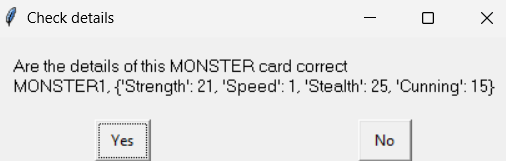 Check details
Are the details of this MONSTER card correct
MONSTER1, {'Strength': 21, 'Speed': 1, 'Stealth': 25, 'Cunning': 15}
Yes
No